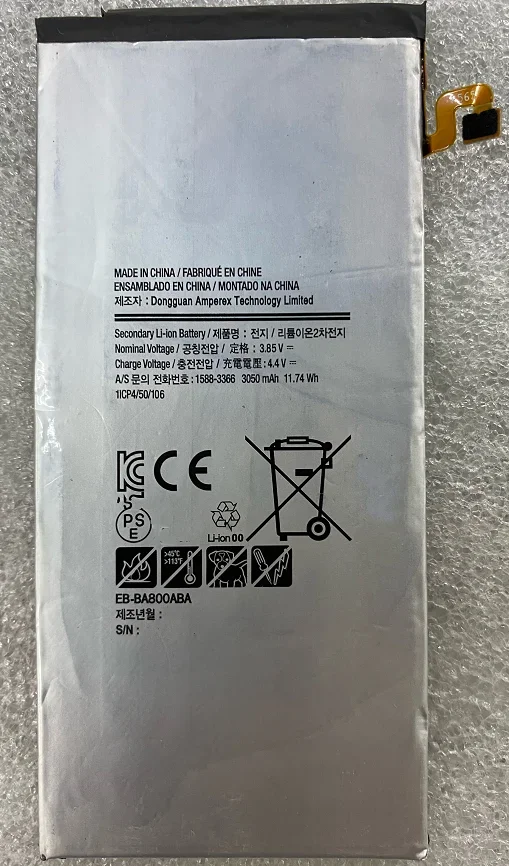 MADE IN CHINA / FABRIQUÉ EN CHINE
ENSAMBLADO EN CHINA / MONTADO NA CHINA
제조자 : Dongguan Amperex Technology Limited
Secondary Li-ion Battery / 제품명 : 전지 / 리튬이온2차전지
Nominal Voltage / 공칭전압 / 定格 : 3.85 V ⎓
Charge Voltage / 충전전압 / 充電電壓 : 4.4 V ⎓
A/S 문의 전화번호 : 1588-3366 3050 mAh 11.74 Wh
1ICP4/50/106
CE
PS
E
Li-ion 00
>45°C
>113°F
EB-BA800ABA
제조년월 :
S/N :